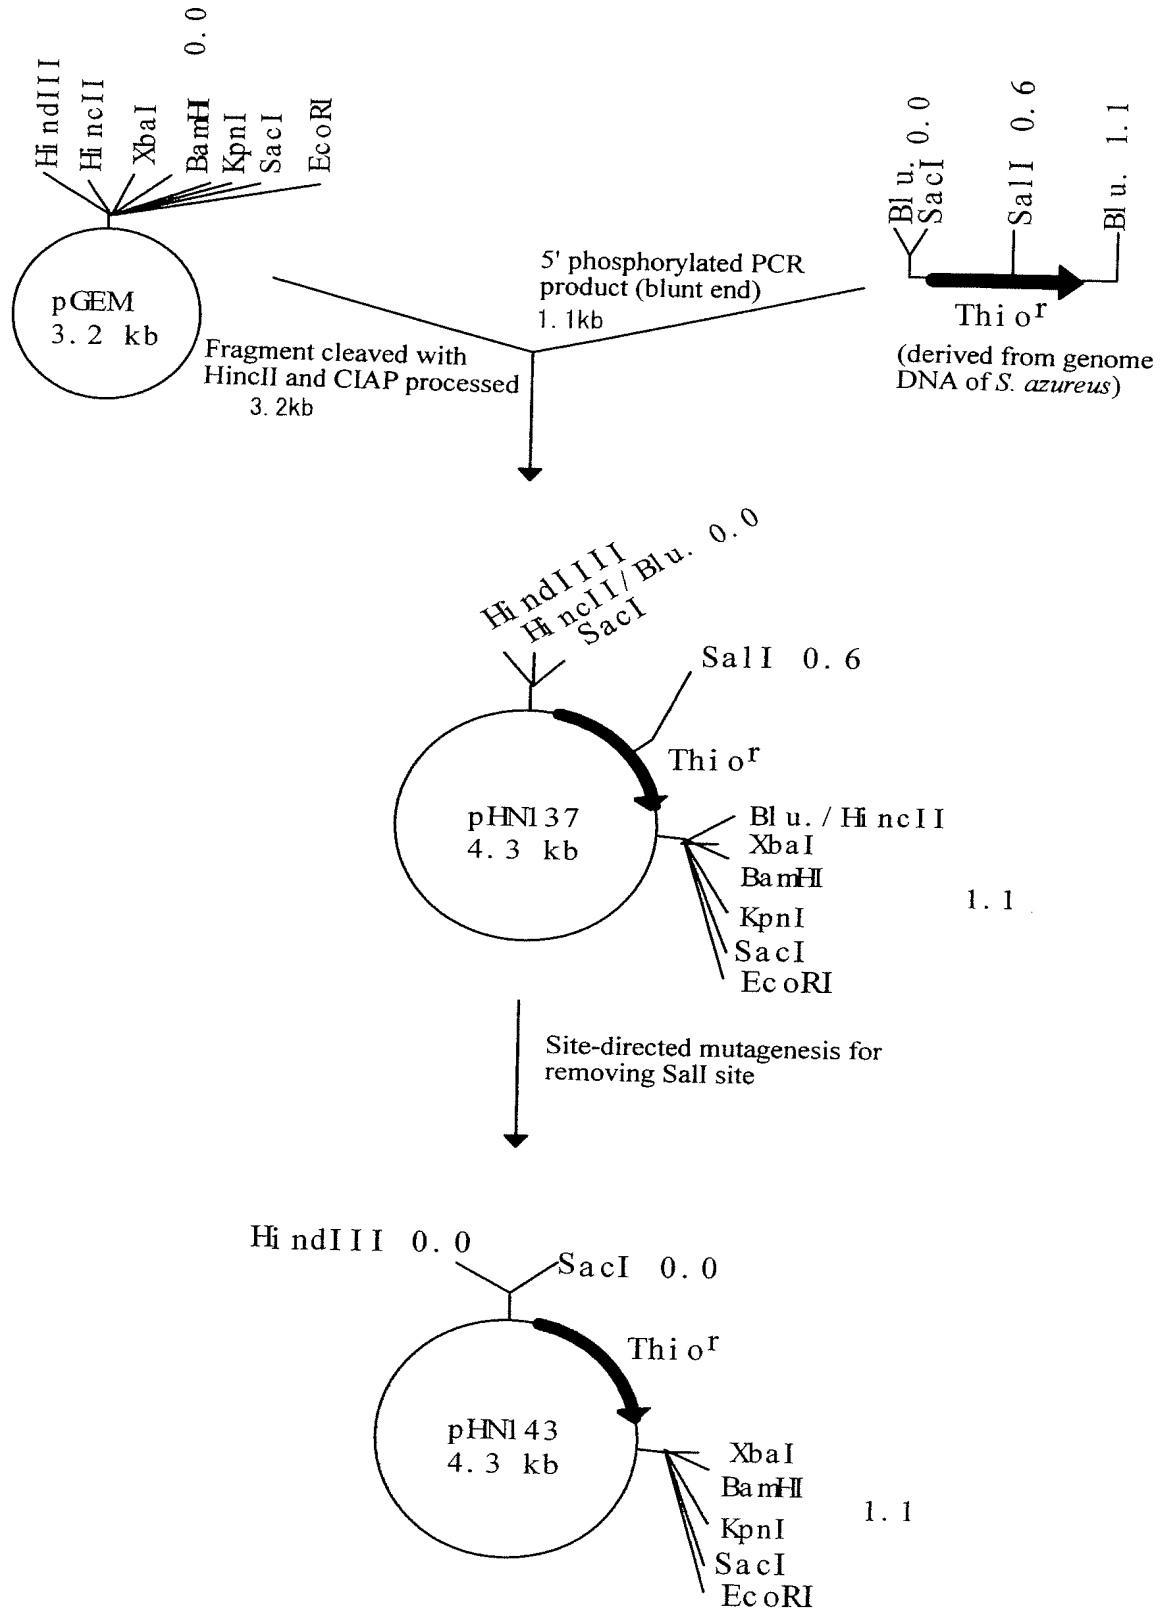 HindIII
HincII
XbaI
BamHI
KpnI
SacI
EcoRI
0.0
pGEM
3.2 kb
Fragment cleaved with
HincII and CIAP processed
3.2kb
5' phosphorylated PCR
product (blunt end)
1.1kb
Blu. 0.0
SacI
SalI 0.6
Blu. 1.1
Thioʳ
(derived from genome
DNA of S. azureus)
HindIIII
HincII/Blu. 0.0
SacI
SalI 0.6
Thioʳ
pHN137
4.3 kb
Blu./HincII
XbaI
BamHI
KpnI
SacI
EcoRI
1.1
Site-directed mutagenesis for
removing SalI site
HindIII 0.0
SacI 0.0
Thioʳ
pHN143
4.3 kb
XbaI
BamHI
KpnI
SacI
EcoRI
1.1